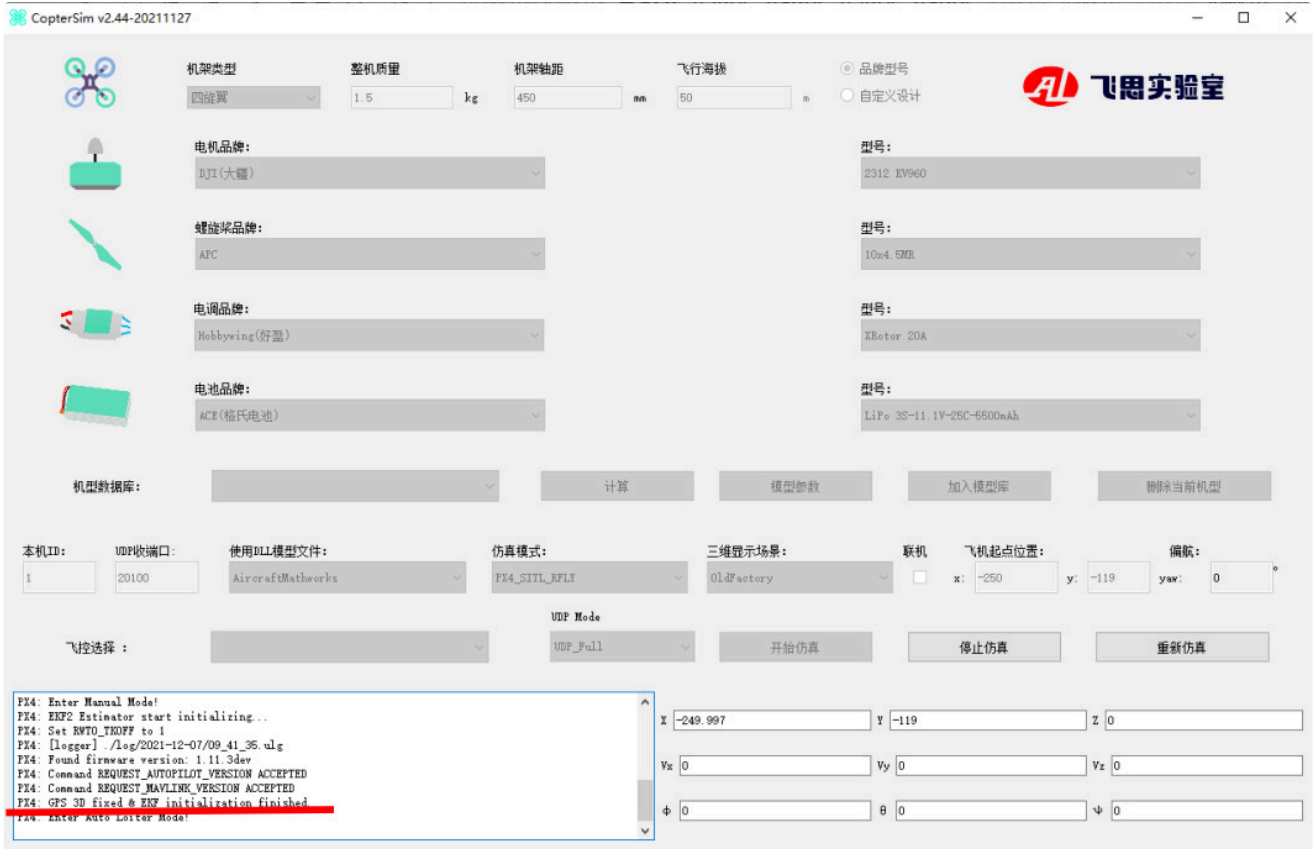 CopterSim v2.44-20211127
机架类型 整机质量 机架轴距 飞行海拔 品牌型号
四旋翼 1.5 kg 450 mm 50 m 自定义设计
飞思实验室
电机品牌: 型号:
DJI(大疆) 2312 KV960
螺旋桨品牌: 型号:
APC 10x4.5MR
电调品牌: 型号:
Hobbywing(好盈) XRotor 20A
电池品牌: 型号:
ACE(格氏电池) LiPo 3S-11.1V-25C-5500mAh
机型数据库: 计算 模型参数 加入模型库 删除当前机型
本机ID: UDP收端口: 使用DLL模型文件: 仿真模式: 三维显示场景: 联机 飞机起点位置: 偏航:
1 20100 AircraftMathworks PX4_SITL_RFLY OldFactory x: -250 y: -119 yaw: 0 °
UDP Mode
飞控选择 : UDP_Full 开始仿真 停止仿真 重新仿真
PX4: Enter Manual Mode!
PX4: EKF2 Estimator start initializing...
PX4: Set RWTO_TKOFF to 1
PX4: [logger] ./log/2021-12-07/09_41_35.ulg
PX4: Found firmware version: 1.11.3dev
PX4: Command REQUEST_AUTOPILOT_VERSION ACCEPTED
PX4: Command REQUEST_MAVLINK_VERSION ACCEPTED
PX4: GPS 3D fixed & EKF initialization finished
PX4: Enter Auto Loiter Mode!
X -249.997 Y -119 Z 0
Vx 0 Vy 0 Vz 0
ϕ 0 θ 0 ψ 0